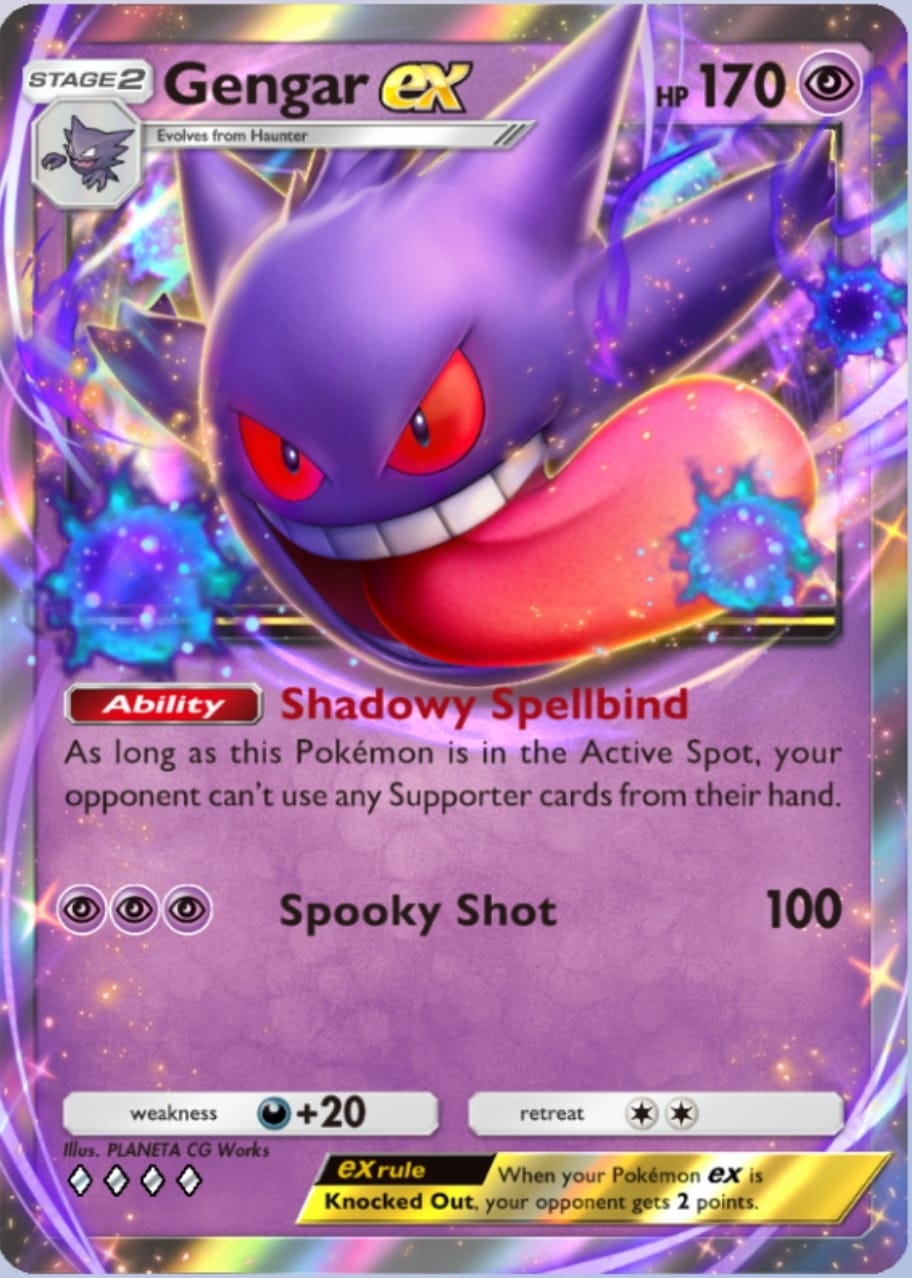 STAGE2 Gengar ex HP 170
Evolves from Haunter
Ability Shadowy Spellbind
As long as this Pokémon is in the Active Spot, your
opponent can't use any Supporter cards from their hand.
Spooky Shot 100
weakness +20 retreat
Illus. PLANETA CG Works
ex rule When your Pokémon ex is
Knocked Out, your opponent gets 2 points.